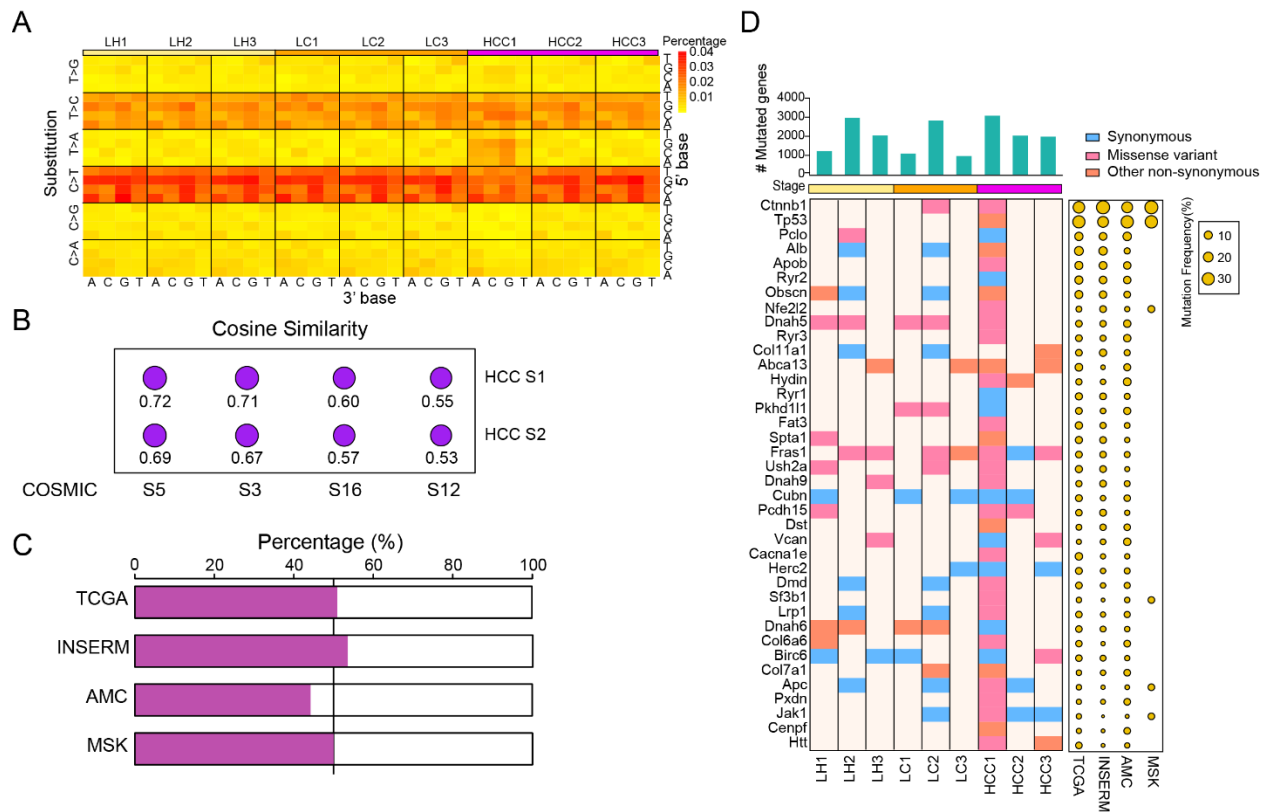 A
LH1 LH2 LH3 LC1 LC2 LC3 HCC1 HCC2 HCC3
Percentage
0.04
0.03
0.02
0.01
Substitution
T>G
T>C
T>A
C>T
C>G
C>A
T G C A
T G C A
T G C A
T G C A
T G C A
T G C A
5' base
A C G T A C G T A C G T A C G T A C G T A C G T A C G T A C G T A C G T
3' base
B
Cosine Similarity
HCC S1
0.72 0.71 0.60 0.55
HCC S2
0.69 0.67 0.57 0.53
COSMIC S5 S3 S16 S12
C
Percentage (%)
0 20 40 60 80 100
TCGA
INSERM
AMC
MSK
D
# Mutated genes
4000
3000
2000
1000
0
Synonymous
Missense variant
Other non-synonymous
Stage
Ctnnb1
Tp53
Pclo
Alb
Apob
Ryr2
Obscn
Nfe2l2
Dnah5
Ryr3
Col11a1
Abca13
Hydin
Ryr1
Pkhd1l1
Fat3
Spta1
Fras1
Ush2a
Dnah9
Cubn
Pcdh15
Dst
Vcan
Cacna1e
Herc2
Dmd
Sf3b1
Lrp1
Dnah6
Col6a6
Birc6
Col7a1
Apc
Pxdn
Jak1
Cenpf
Htt
LH1 LH2 LH3 LC1 LC2 LC3 HCC1 HCC2 HCC3
TCGA INSERM AMC MSK
Mutation Frequency(%)
10
20
30